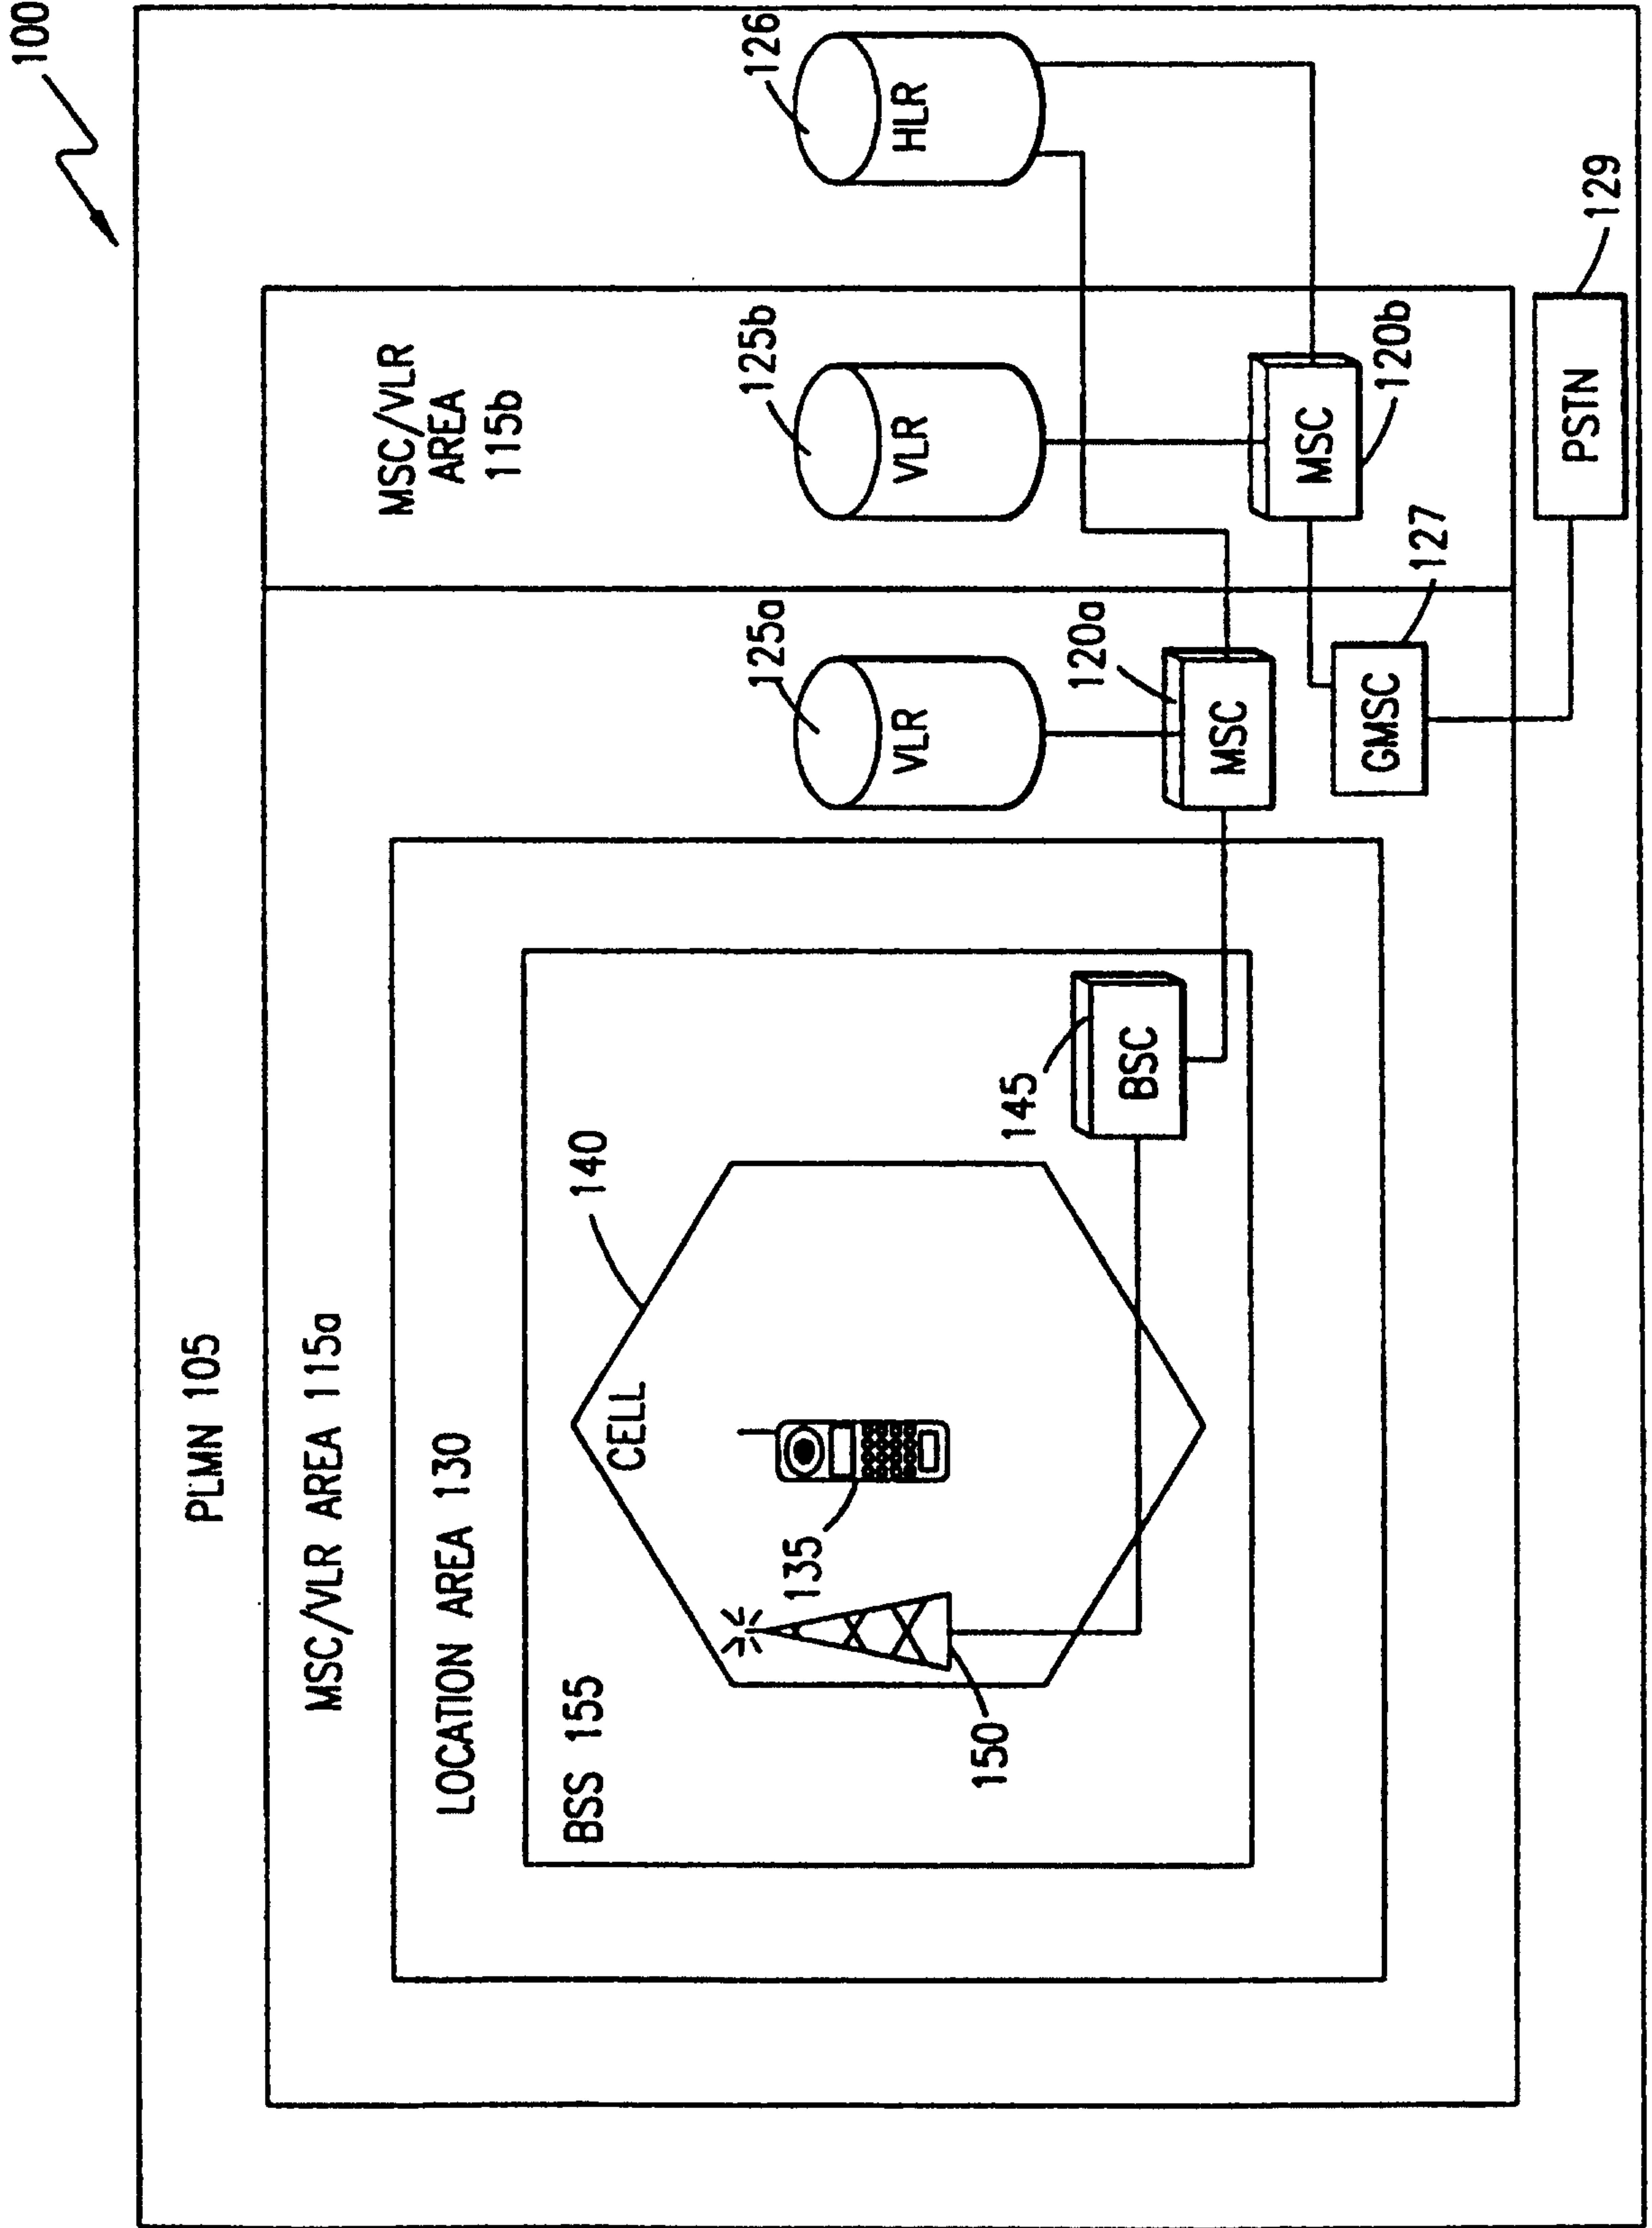 100
PLMN 105
MSC/VLR AREA 115a
MSC/VLR
AREA
115b
LOCATION AREA 130
BSS 155
CELL
140
135
150
145
BSC
125a
VLR
120a
MSC
125b
VLR
MSC
120b
126
HLR
GMSC
127
PSTN
129